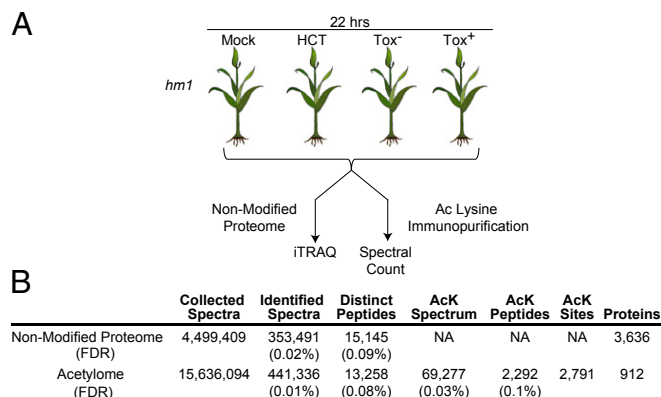 A
22 hrs
Mock HCT Tox- Tox+
hm1
Non-Modified Proteome
Ac Lysine Immunopurification
iTRAQ
Spectral Count
B
Collected Spectra Identified Spectra Distinct Peptides AcK Spectrum AcK Peptides AcK Sites Proteins
Non-Modified Proteome 4,499,409 353,491 15,145 NA NA NA 3,636
(FDR) (0.02%) (0.09%)
Acetylome 15,636,094 441,336 13,258 69,277 2,292 2,791 912
(FDR) (0.01%) (0.08%) (0.03%) (0.1%)